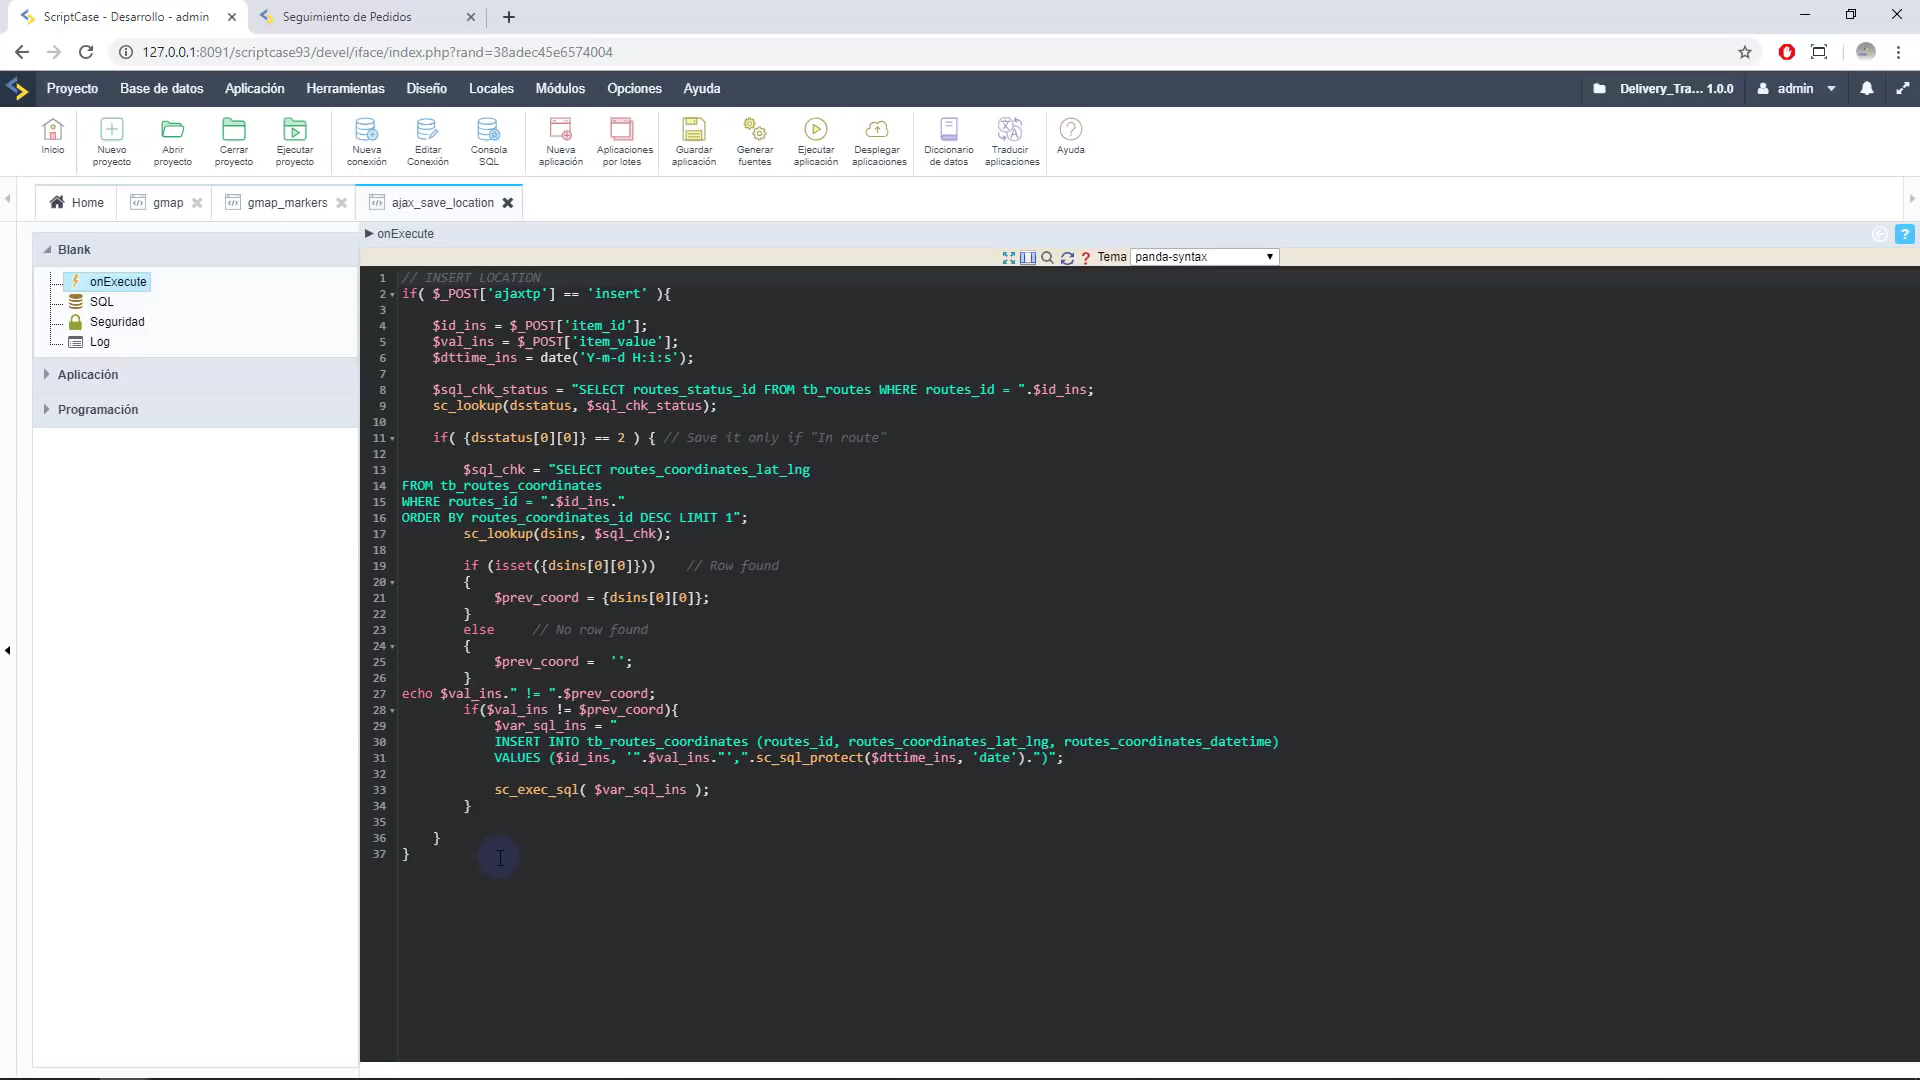 ScriptCase - Desarrollo - admin
Seguimiento de Pedidos
127.0.0.1:8091/scriptcase93/devel/iface/index.php?rand=38adec45e6574004
Proyecto Base de datos Aplicación Herramientas Diseño Locales Módulos Opciones Ayuda
Delivery_Tra... 1.0.0 admin
Inicio
Nuevo proyecto
Abrir proyecto
Cerrar proyecto
Ejecutar proyecto
Nueva conexión
Editar Conexión
Consola SQL
Nueva aplicación
Aplicaciones por lotes
Guardar aplicación
Generar fuentes
Ejecutar aplicación
Desplegar aplicaciones
Diccionario de datos
Traducir aplicaciones
Ayuda
Home gmap gmap_markers ajax_save_location
Blank
onExecute
SQL
Seguridad
Log
Aplicación
Programación
onExecute
? Tema panda-syntax
?
1 // INSERT LOCATION
2 if( $_POST['ajaxtp'] == 'insert' ){
3
4 $id_ins = $_POST['item_id'];
5 $val_ins = $_POST['item_value'];
6 $dttime_ins = date('Y-m-d H:i:s');
7
8 $sql_chk_status = "SELECT routes_status_id FROM tb_routes WHERE routes_id = ".$id_ins;
9 sc_lookup(dsstatus, $sql_chk_status);
10
11 if( {dsstatus[0][0]} == 2 ) { // Save it only if "In route"
12
13 $sql_chk = "SELECT routes_coordinates_lat_lng
14 FROM tb_routes_coordinates
15 WHERE routes_id = ".$id_ins."
16 ORDER BY routes_coordinates_id DESC LIMIT 1";
17 sc_lookup(dsins, $sql_chk);
18
19 if (isset({dsins[0][0]})) // Row found
20 {
21 $prev_coord = {dsins[0][0]};
22 }
23 else // No row found
24 {
25 $prev_coord = '';
26 }
27 echo $val_ins." != ".$prev_coord;
28 if($val_ins != $prev_coord){
29 $var_sql_ins = "
30 INSERT INTO tb_routes_coordinates (routes_id, routes_coordinates_lat_lng, routes_coordinates_datetime)
31 VALUES ($id_ins, '".$val_ins."',".sc_sql_protect($dttime_ins, 'date').")";
32
33 sc_exec_sql( $var_sql_ins );
34 }
35
36 }
37 }